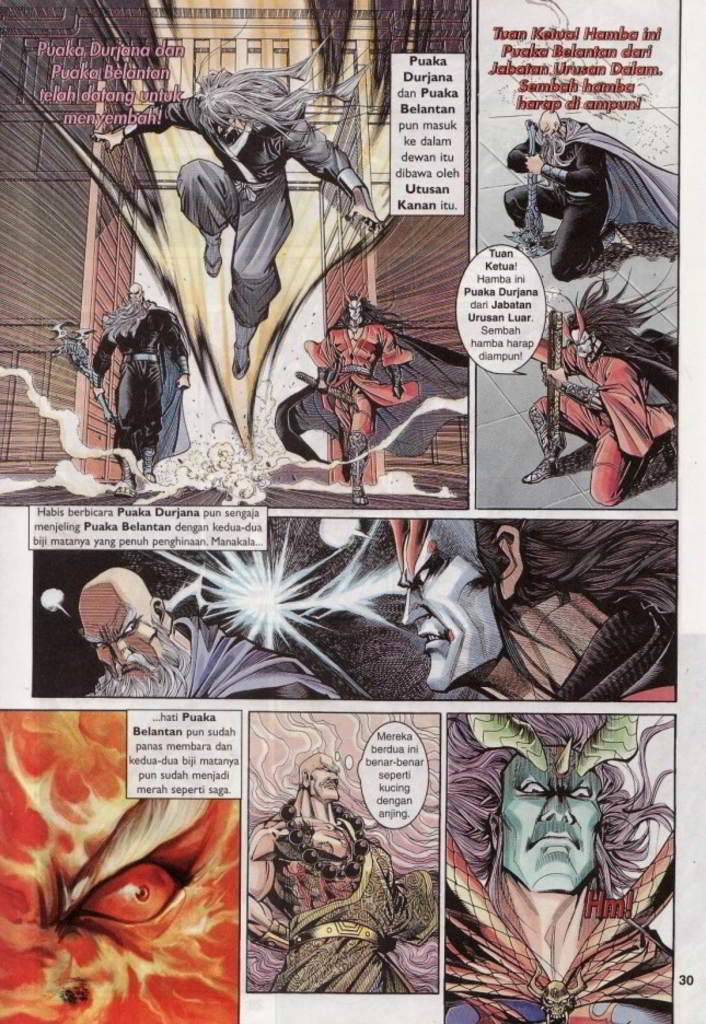 Puaka Durjana dan
Puaka Belantan
telah datang untuk
menyembah!
Puaka
Durjana
dan Puaka
Belantan
pun masuk
ke dalam
dewan itu
dibawa oleh
Utusan
Kanan itu.
Tuan Ketua! Hamba ini
Puaka Belantan dari
Jabatan Urusan Dalam.
Sembah hamba
harap di ampun!
Tuan
Ketua!
Hamba ini
Puaka Durjana
dari Jabatan
Urusan Luar.
Sembah
harap
diampun!
Habis berbicara Puaka Durjana pun sengaja
menjeling Puaka Belantan dengan kedua-dua
biji matanya yang penuh penghinaan. Manakala...
...hati Puaka
Belantan pun sudah
panas membara dan
kedua-dua biji matanya
pun sudah menjadi
merah seperti saga.
Mereka
berdua ini
benar-benar
seperti
kucing
dengan
anjing.
Hm!
30